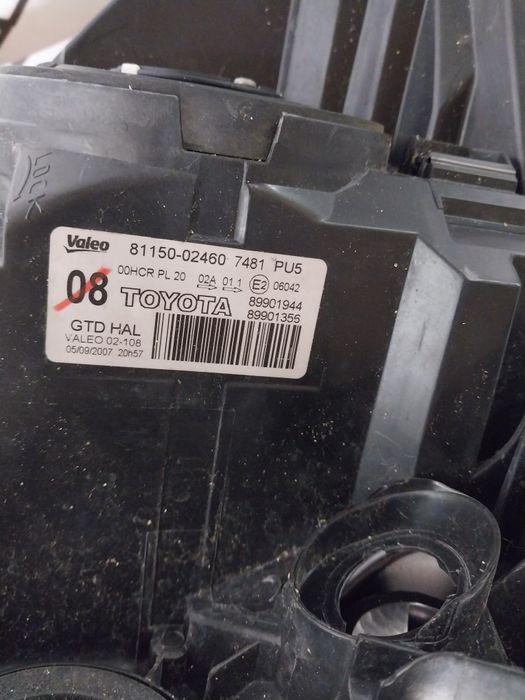 LOCK
Valeo 81150-02460 7481 PU5
00HCR PL 20 02A 01 1 E2 06042
08 TOYOTA 89901944
89901356
GTD HAL
VALEO 02-108
05/09/2007 20h57